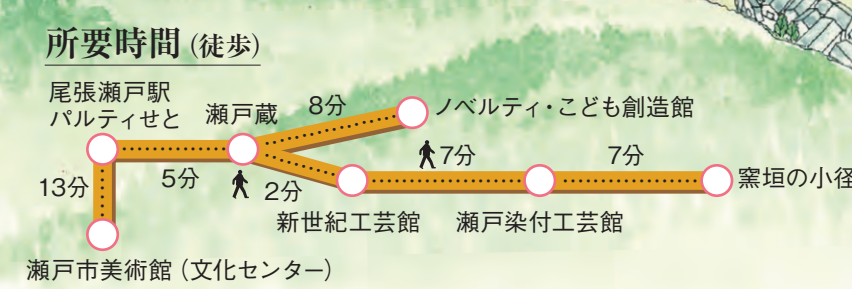 所要時間(徒歩)
尾張瀬戸駅
パルティせと
瀬戸蔵
8分
ノベルティ・こども創造館
13分
5分
2分
7分
7分
窯垣の小径
新世紀工芸館
瀬戸染付工芸館
瀬戸市美術館(文化センター)